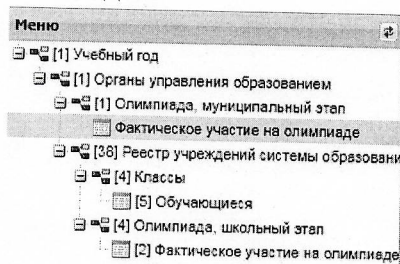 Меню
[1] Учебный год
[1] Органы управления образованием
[1] Олимпиада, муниципальный этап
Фактическое участие на олимпиаде
[38] Реестр учреждений системы образовани
[4] Классы
[5] Обучающиеся
[4] Олимпиада, школьный этап
[2] Фактическое участие на олимпиаде